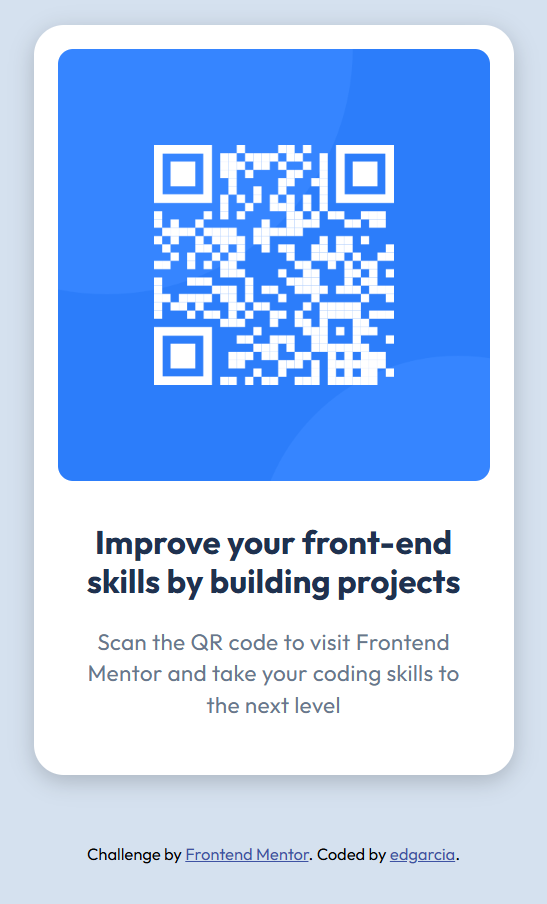 Improve your front-end
skills by building projects
Scan the QR code to visit Frontend
Mentor and take your coding skills to
the next level
Challenge by Frontend Mentor. Coded by edgarcia.